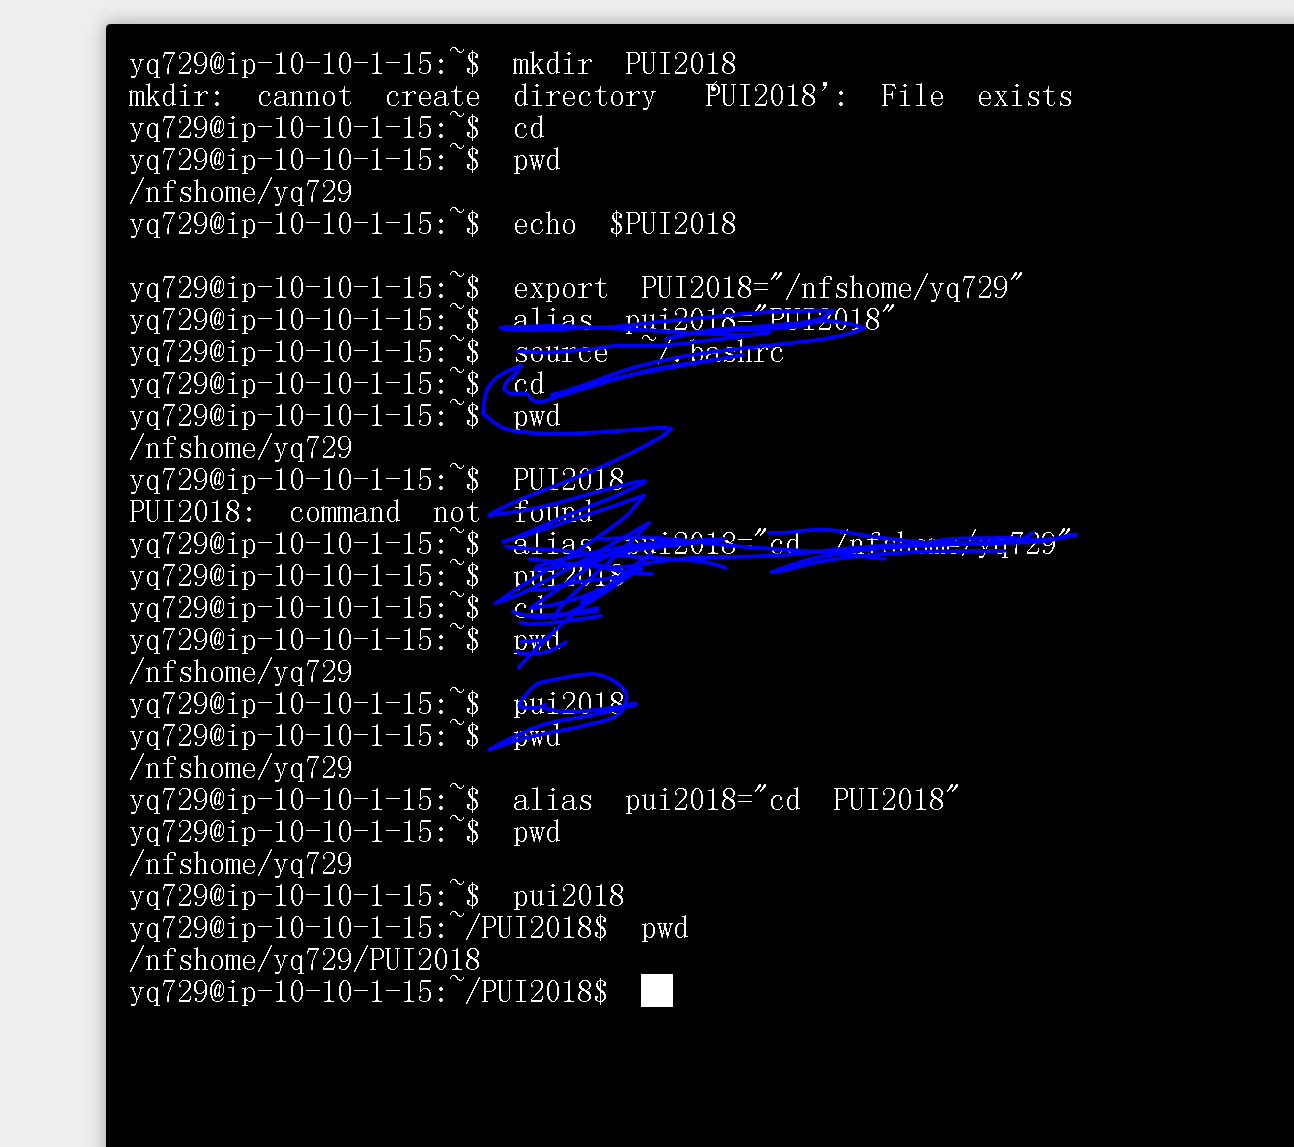 yq729@ip-10-10-1-15:~$ mkdir PUI2018
mkdir: cannot create directory ‘PUI2018’: File exists
yq729@ip-10-10-1-15:~$ cd
yq729@ip-10-10-1-15:~$ pwd
/nfshome/yq729
yq729@ip-10-10-1-15:~$ echo $PUI2018
yq729@ip-10-10-1-15:~$ export PUI2018="/nfshome/yq729"
yq729@ip-10-10-1-15:~$ alias pui2018="PUI2018"
yq729@ip-10-10-1-15:~$ source ~/.bashrc
yq729@ip-10-10-1-15:~$ cd
yq729@ip-10-10-1-15:~$ pwd
/nfshome/yq729
yq729@ip-10-10-1-15:~$ PUI2018
PUI2018: command not found
yq729@ip-10-10-1-15:~$ alias pui2018="cd /nfshome/yq729"
yq729@ip-10-10-1-15:~$ pui2018
yq729@ip-10-10-1-15:~$ cd
yq729@ip-10-10-1-15:~$ pwd
/nfshome/yq729
yq729@ip-10-10-1-15:~$ pui2018
yq729@ip-10-10-1-15:~$ pwd
/nfshome/yq729
yq729@ip-10-10-1-15:~$ alias pui2018="cd PUI2018"
yq729@ip-10-10-1-15:~$ pwd
/nfshome/yq729
yq729@ip-10-10-1-15:~$ pui2018
yq729@ip-10-10-1-15:~/PUI2018$ pwd
/nfshome/yq729/PUI2018
yq729@ip-10-10-1-15:~/PUI2018$